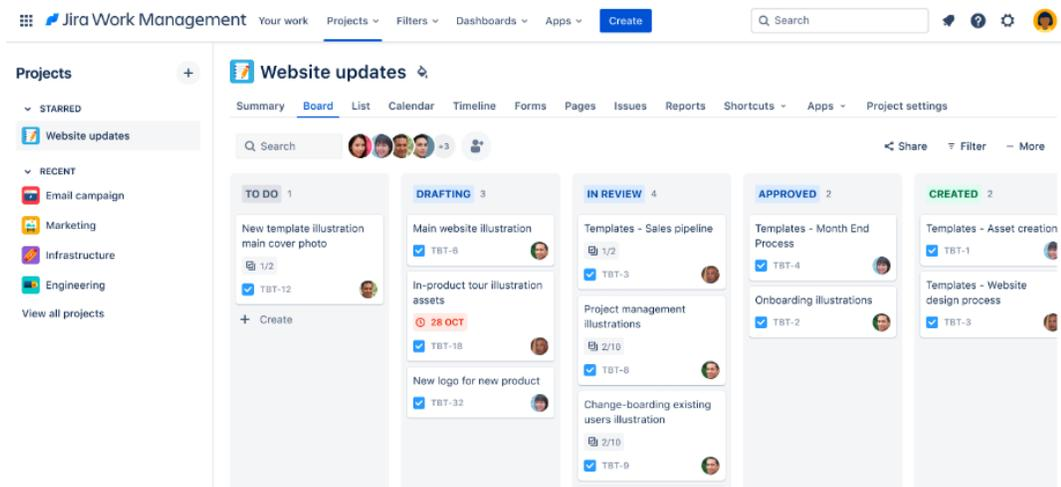 Jira Work Management
Your work
Projects
Filters
Dashboards
Apps
Create
Search
Projects
STARRED
Website updates
RECENT
Email campaign
Marketing
Infrastructure
Engineering
View all projects
Website updates
Summary
Board
List
Calendar
Timeline
Forms
Pages
Issues
Reports
Shortcuts
Apps
Project settings
Search
+3
Share
Filter
More
TO DO 1
New template illustration
main cover photo
1/2
TBT-12
Create
DRAFTING 3
Main website illustration
TBT-6
In-product tour illustration
assets
28 OCT
TBT-18
New logo for new product
TBT-32
IN REVIEW 4
Templates - Sales pipeline
1/2
TBT-3
Project management
illustrations
2/10
TBT-8
Change-boarding existing
users illustration
2/10
TBT-9
APPROVED 2
Templates - Month End
Process
TBT-4
Onboarding illustrations
TBT-2
CREATED 2
Templates - Asset creation
TBT-1
Templates - Website
design process
TBT-3